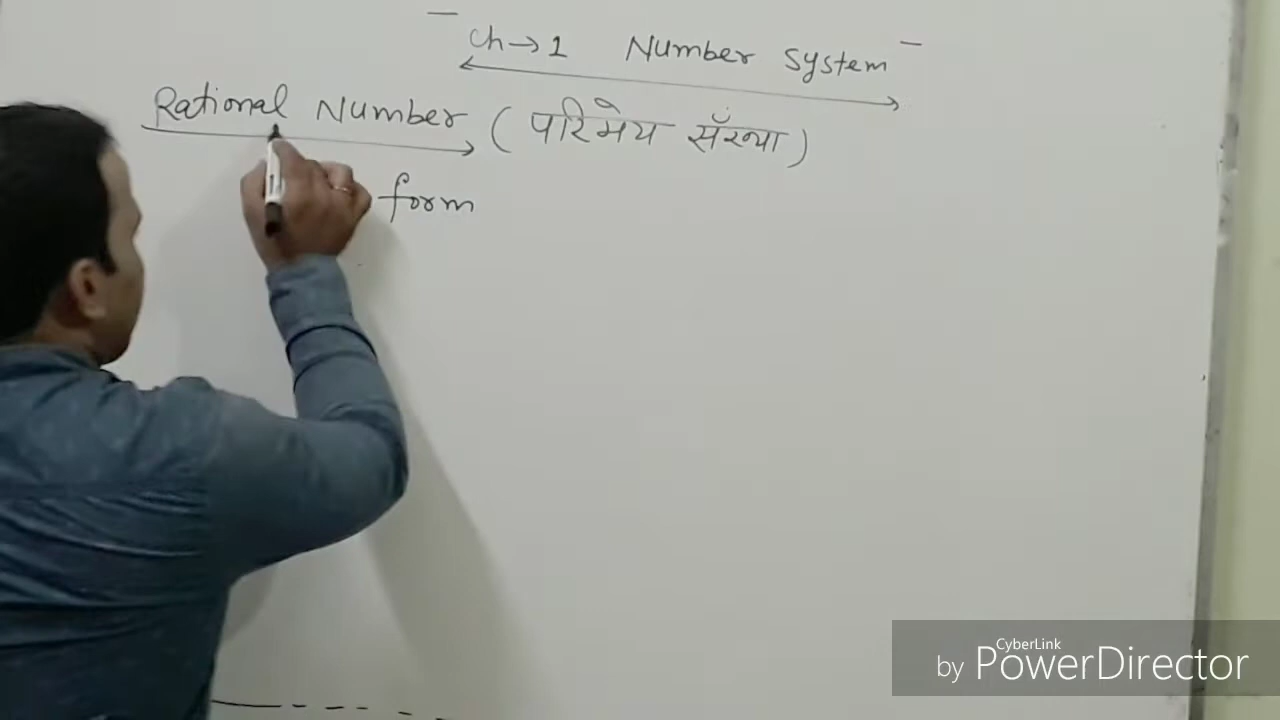 Ch→1 Number System
Rational Number (परिमेय सँख्या)
form
CyberLink
by PowerDirector